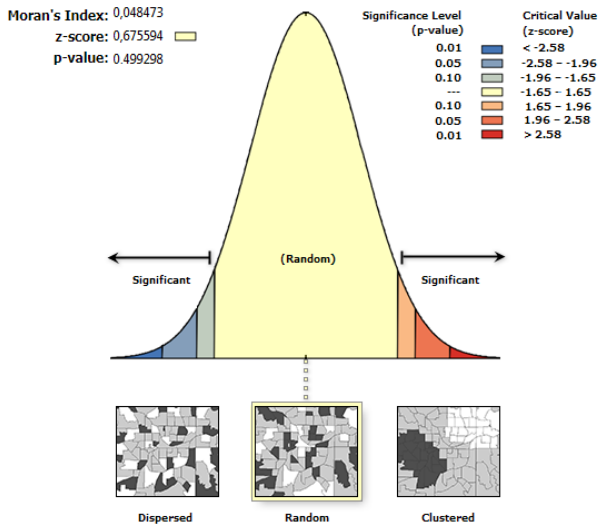 Moran's Index: 0,048473
z-score: 0,675594
p-value: 0.499298
Significance Level
(p-value)
Critical Value
(z-score)
0.01 < -2.58
0.05 -2.58 – -1.96
0.10 -1.96 – -1.65
--- -1.65 – 1.65
0.10 1.65 – 1.96
0.05 1.96 – 2.58
0.01 > 2.58
(Random)
Significant
Significant
Dispersed
Random
Clustered